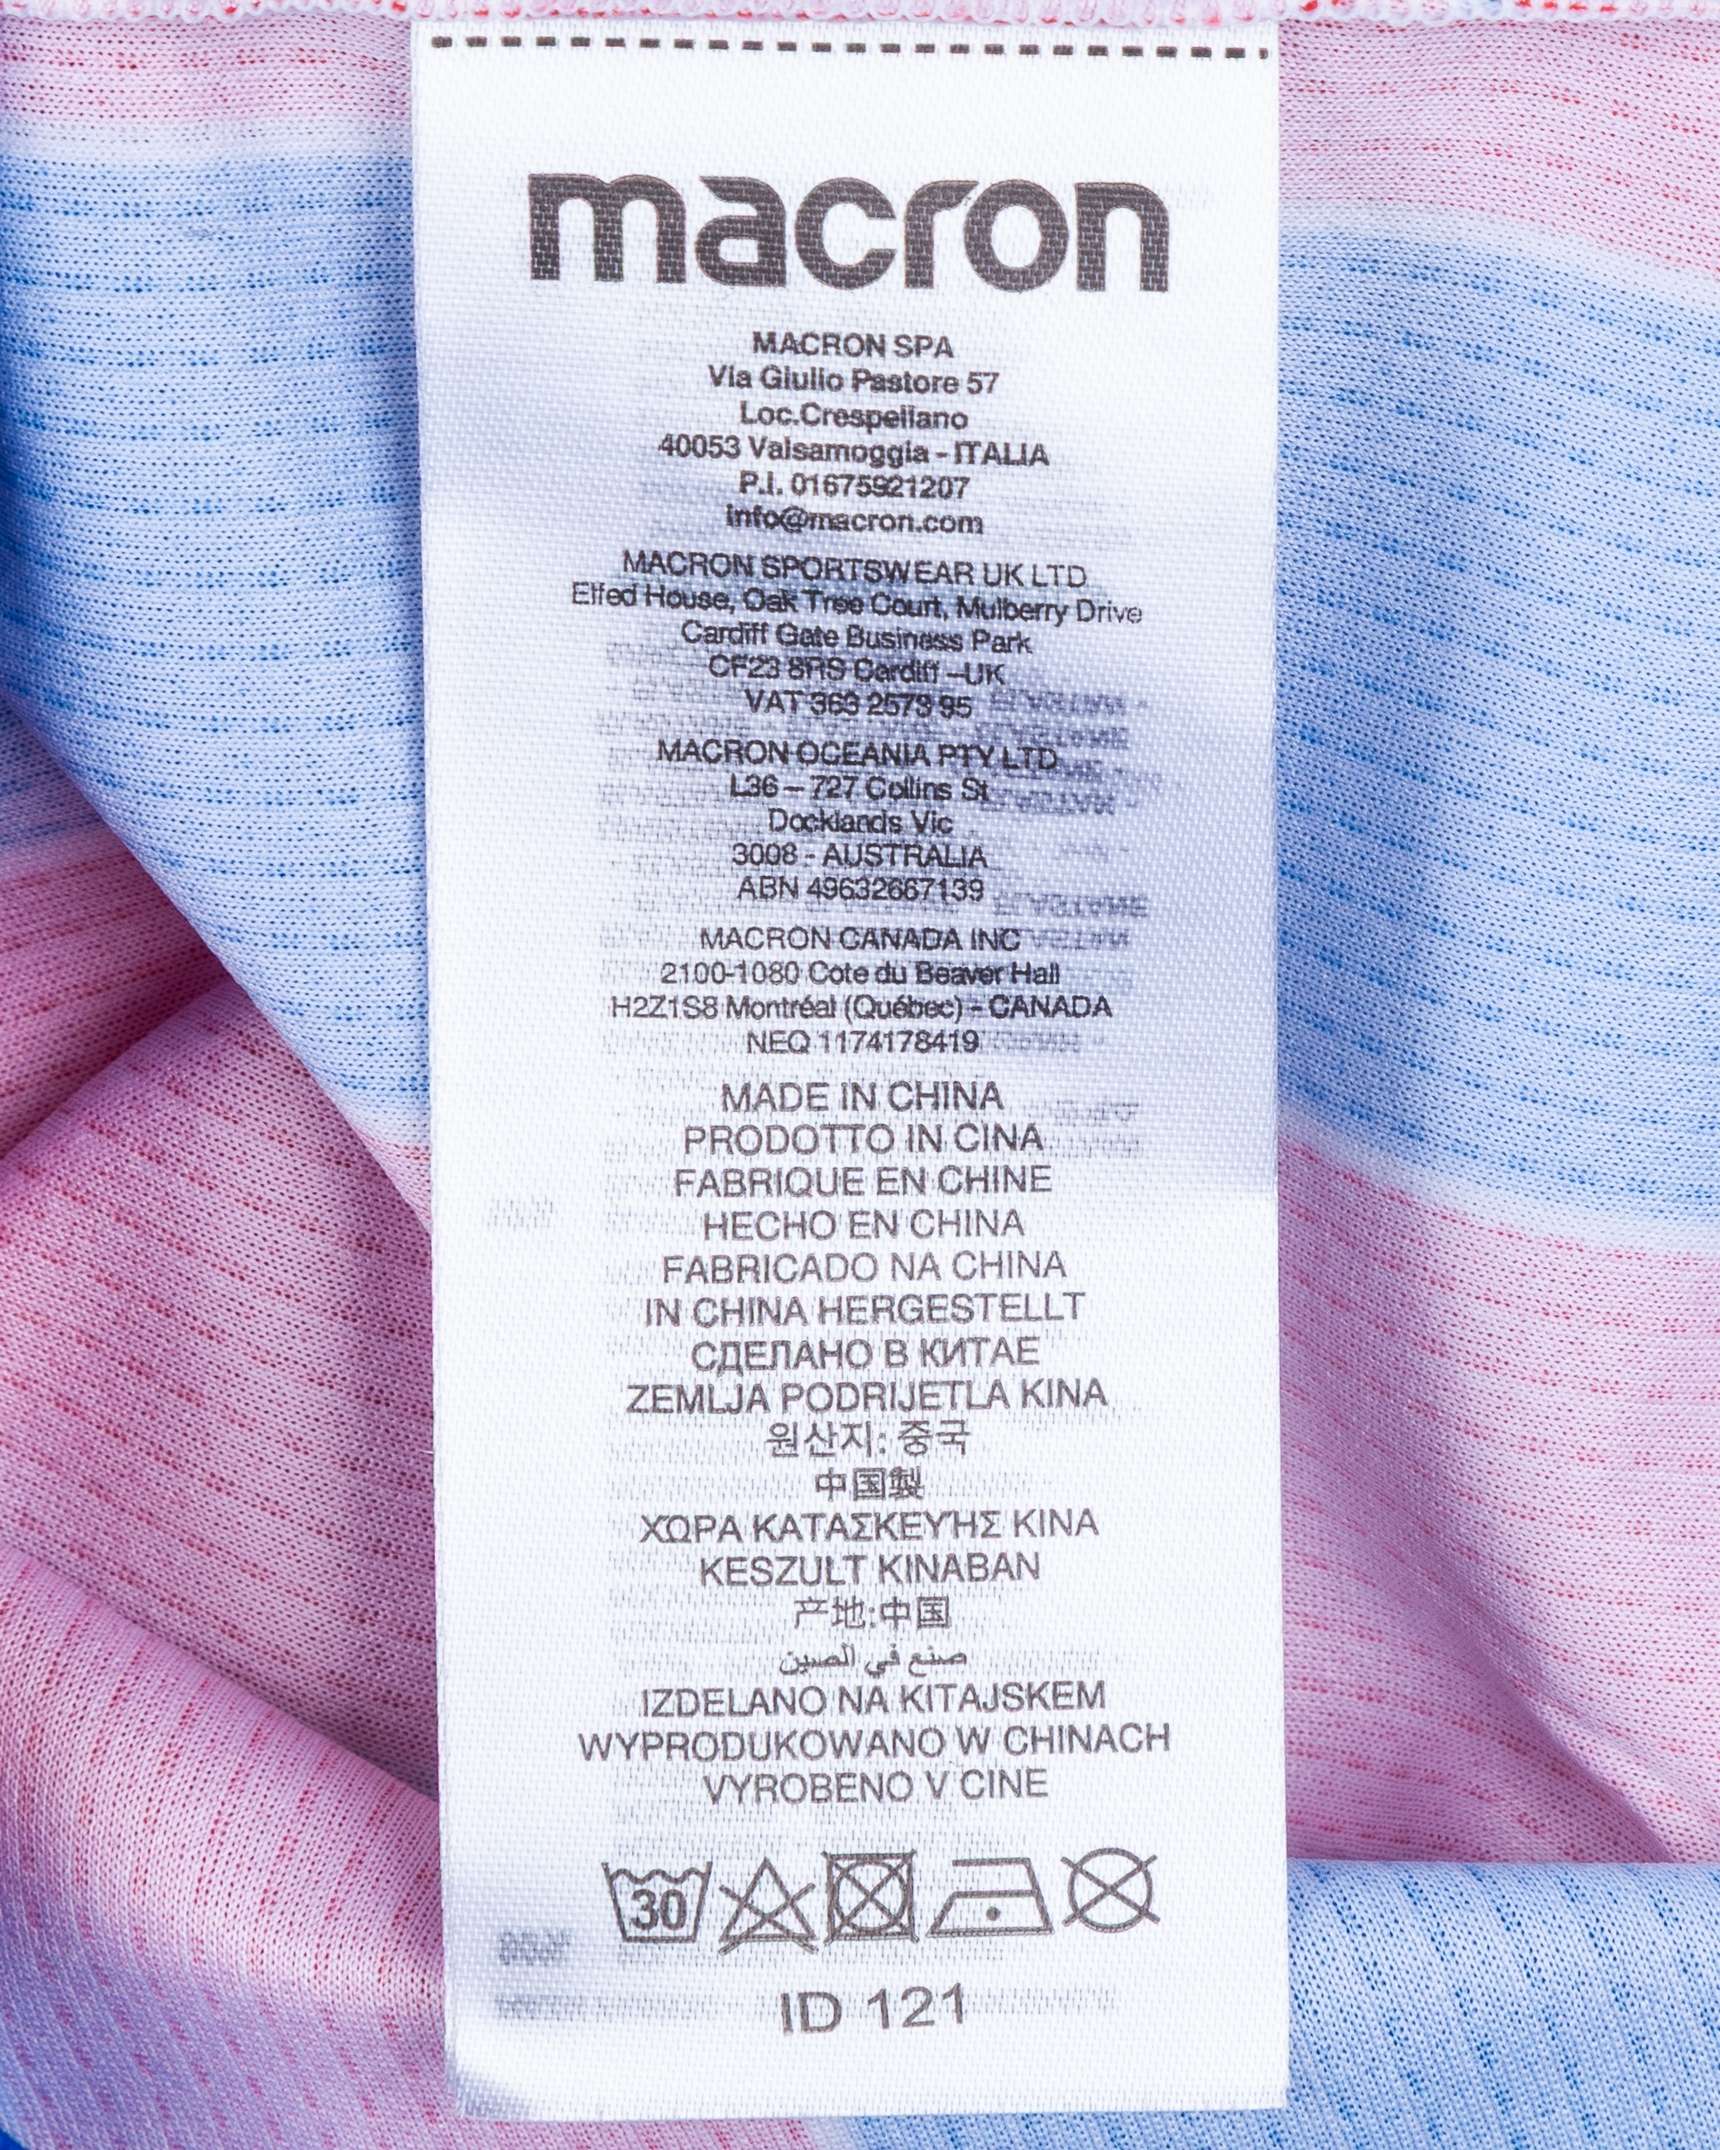 macron
MACRON SPA
Via Giulio Pastore 57
Loc.Crespellano
40053 Valsamoggia - ITALIA
P.I. 01675921207
info@macron.com
MACRON SPORTSWEAR UK LTD
Elfed House, Oak Tree Court, Mulberry Drive
Cardiff Gate Business Park
CF23 8RS Cardiff –UK
VAT 363 2573 95
MACRON OCEANIA PTY LTD
L36 – 727 Collins St
Docklands Vic
3008 - AUSTRALIA
ABN 49632667139
MACRON CANADA INC
2100-1080 Cote du Beaver Hall
H2Z1S8 Montréal (Québec) - CANADA
NEQ 1174178419
MADE IN CHINA
PRODOTTO IN CINA
FABRIQUE EN CHINE
HECHO EN CHINA
FABRICADO NA CHINA
IN CHINA HERGESTELLT
СДЕЛАНО В КИТАЕ
ZEMLJA PODRIJETLA KINA
원산지: 중국
中国製
ΧΏΡΑ ΚΑΤΑΣΚΕΥΉΣ ΚΙΝΑ
KESZULT KINABAN
产地:中国
صنع في الصين
IZDELANO NA KITAJSKEM
WYPRODUKOWANO W CHINACH
VYROBENO V CINE
30
ID 121